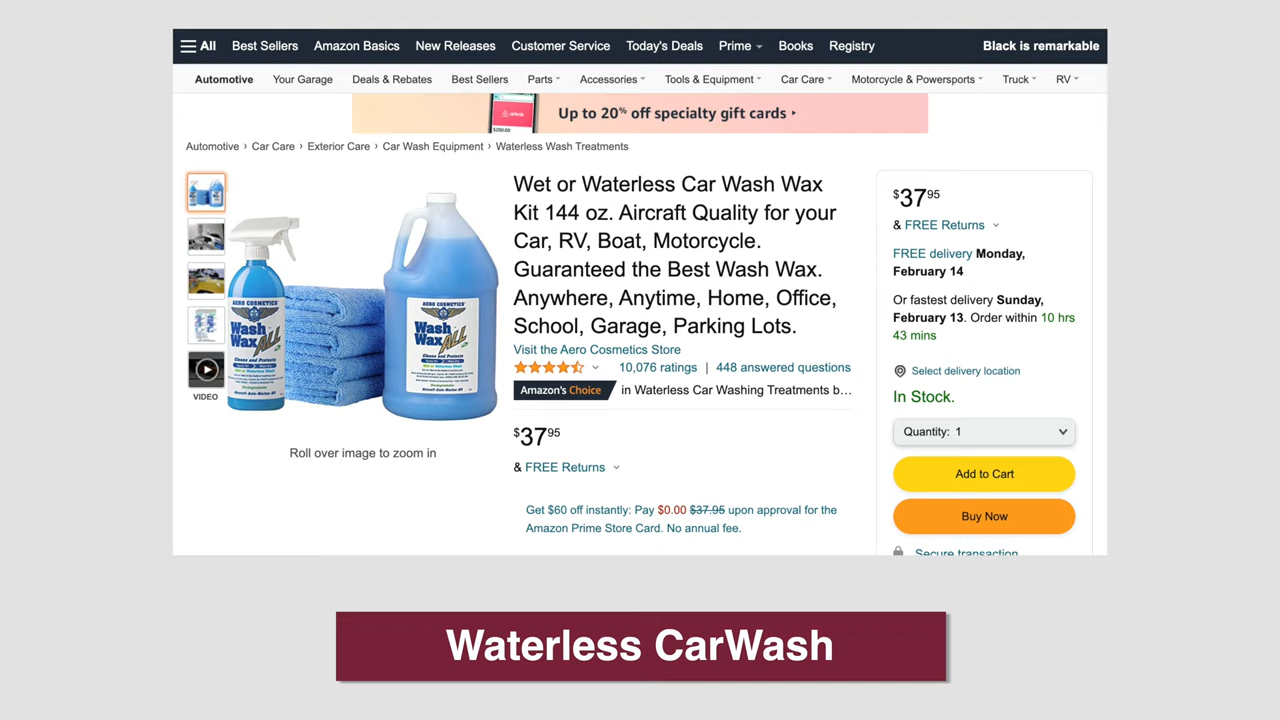 All Best Sellers Amazon Basics New Releases Customer Service Today's Deals Prime Books Registry Black is remarkable
Automotive Your Garage Deals & Rebates Best Sellers Parts Accessories Tools & Equipment Car Care Motorcycle & Powersports Truck RV
Up to 20% off specialty gift cards
Automotive › Car Care › Exterior Care › Car Wash Equipment › Waterless Wash Treatments
Wet or Waterless Car Wash Wax
Kit 144 oz. Aircraft Quality for your
Car, RV, Boat, Motorcycle.
Guaranteed the Best Wash Wax.
Anywhere, Anytime, Home, Office,
School, Garage, Parking Lots.
Visit the Aero Cosmetics Store
10,076 ratings | 448 answered questions
Amazon's Choice in Waterless Car Washing Treatments b…
$3795
& FREE Returns
Get $60 off instantly: Pay $0.00 $37.95 upon approval for the
Amazon Prime Store Card. No annual fee.
AERO COSMETICS
Wash
Wax ALL
AERO COSMETICS
Wash
Wax ALL
VIDEO
Roll over image to zoom in
$3795
& FREE Returns
FREE delivery Monday,
February 14
Or fastest delivery Sunday,
February 13. Order within 10 hrs
43 mins
Select delivery location
In Stock.
Quantity: 1
Add to Cart
Buy Now
Secure transaction
Waterless CarWash